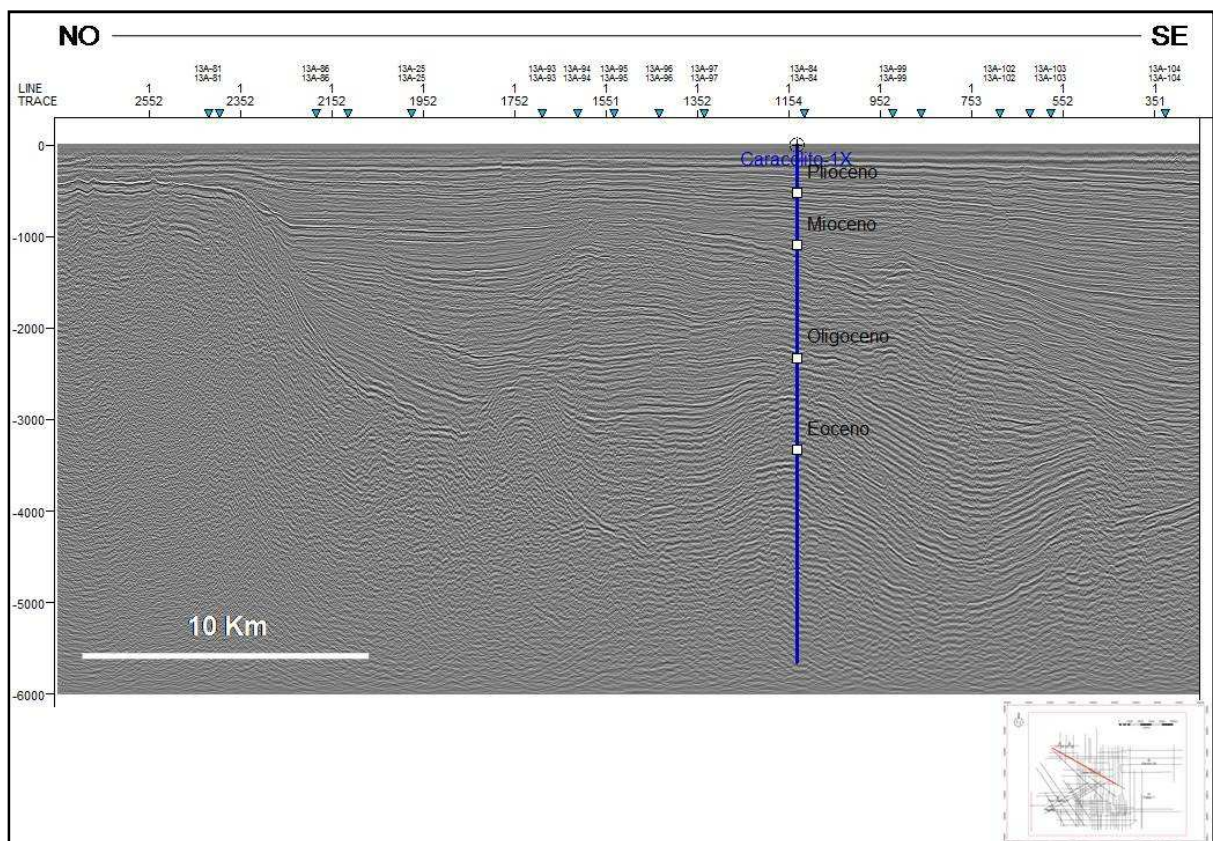 NO SE
13A-81 13A-86 13A-25 13A-93 13A-94 13A-95 13A-96 13A-97 13A-84 13A-99 13A-102 13A-103 13A-104
13A-81 13A-86 13A-25 13A-93 13A-94 13A-95 13A-96 13A-97 13A-84 13A-99 13A-102 13A-103 13A-104
LINE 1 1 1 1 1 1 1 1 1 1 1 1
TRACE 2552 2352 2152 1952 1752 1551 1352 1154 952 753 552 351
0
Caracolito-1X
Plioceno
Mioceno
-1000
-2000
Oligoceno
-3000
Eoceno
-4000
-5000
10 Km
-6000